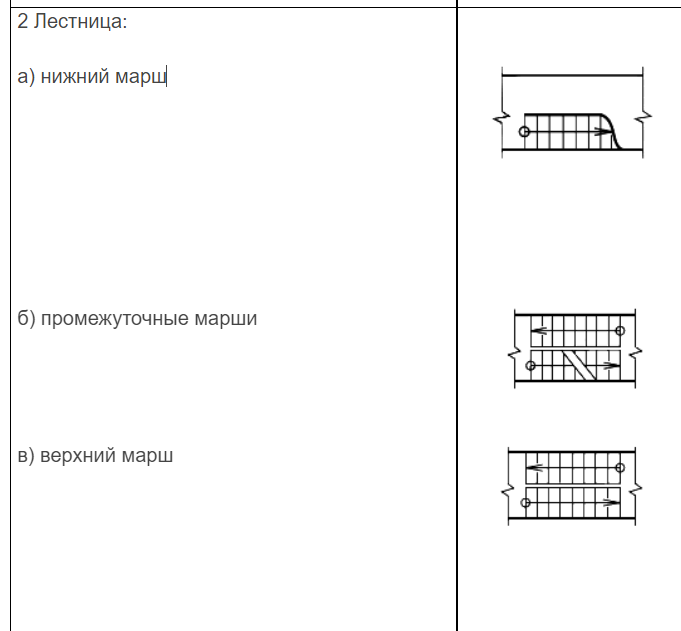 2 Лестница:
а) нижний марш
б) промежуточные марши
в) верхний марш